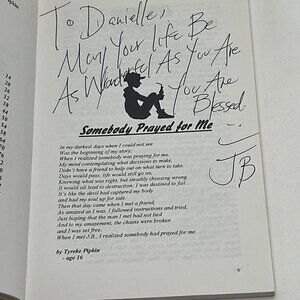 To Danielle,
May Your Life Be
As Wonderful As You Are
You Are
Blessed
JB
Somebody Prayed for Me
In my darkest days when I could not see
Was the beginning of my story.
When I realized somebody was praying for me.
My mind contemplating what decisions to make,
Didn't have a friend to help out on what turn to take.
Days would pass; life would still go on,
Knowing what was right, but steadily choosing wrong
It would all lead to destruction, I was destined to fail.
It's like the devil had captured my body
and had my soul up for sale.
Then that day came when I met a friend,
As amazed as I was, I followed instructions and tried,
Just hoping that the man I met had not lied
And to my amazement, the chains were broken
and I was set free;
When I met J.B., I realized somebody had prayed for me.
by Tyreke Pipkin
- age 16
v
14